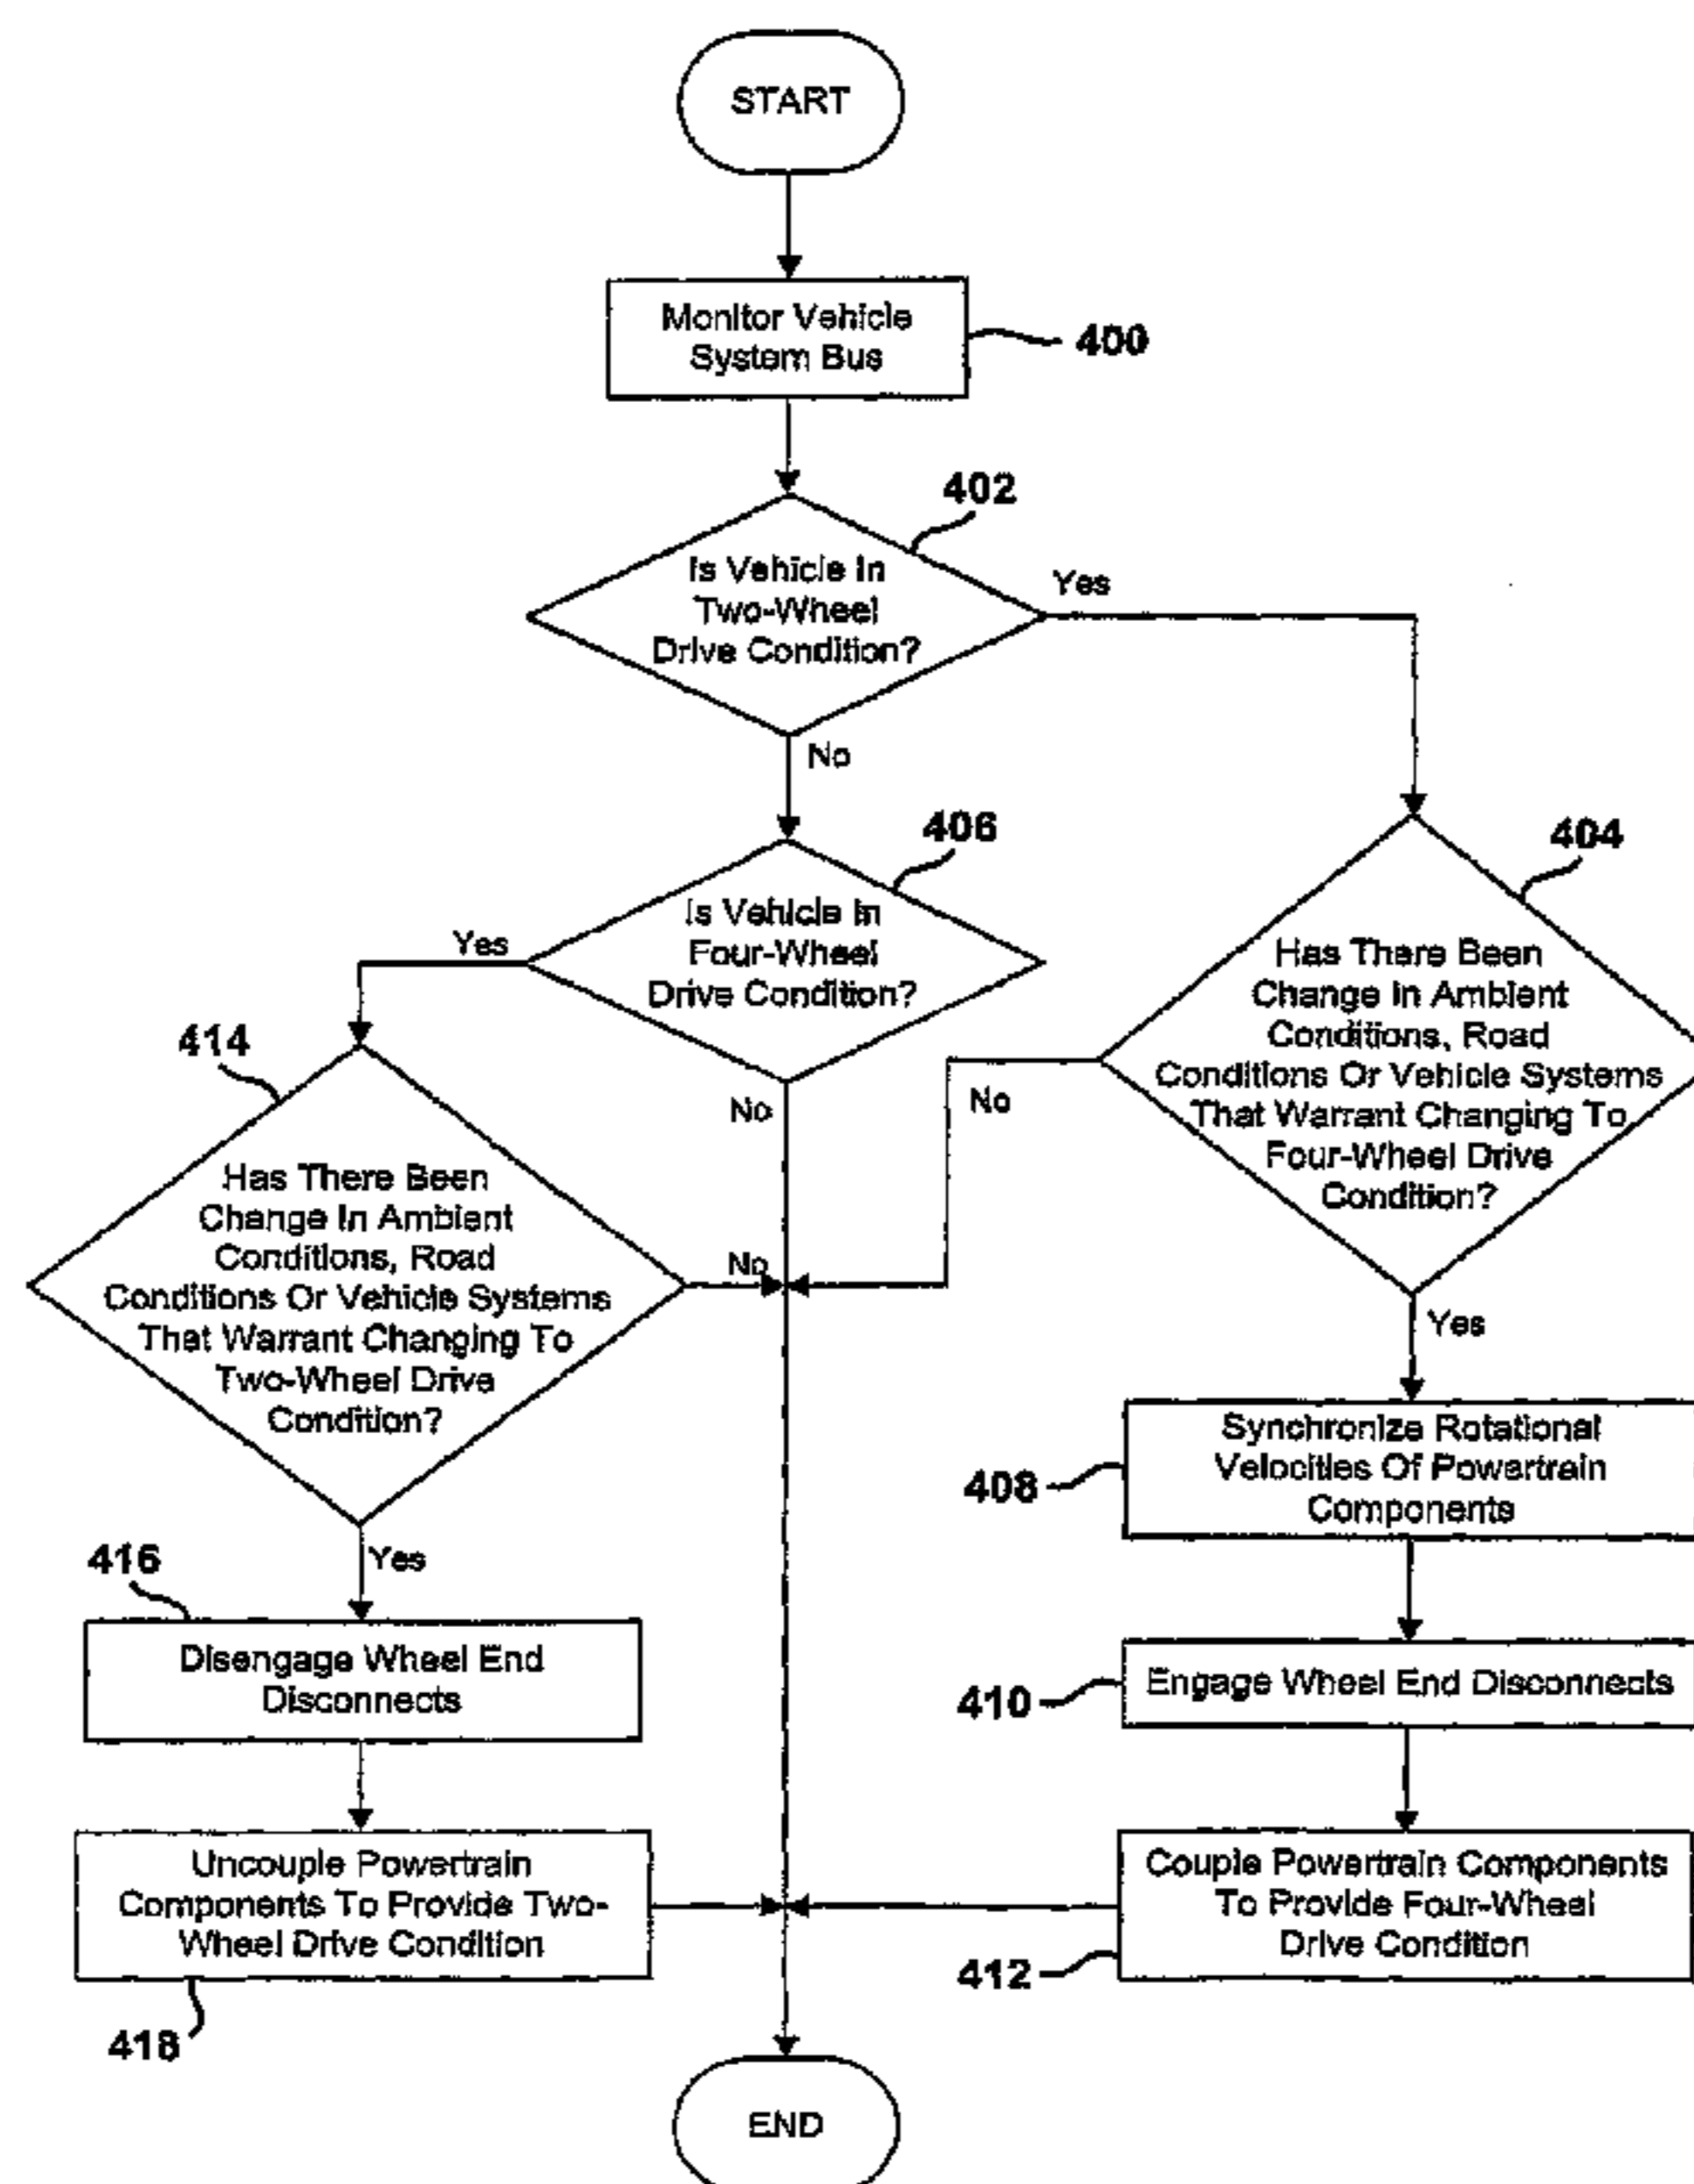 START
Monitor Vehicle
System Bus
400
402
Is Vehicle In
Two-Wheel
Drive Condition?
Yes
No
406
404
Is Vehicle In
Four-Wheel
Drive Condition?
Yes
No
Has There Been
Change In Ambient
Conditions, Road
Conditions Or Vehicle Systems
That Warrant Changing To
Four-Wheel Drive
Condition?
No
Yes
414
Has There Been
Change In Ambient
Conditions, Road
Conditions Or Vehicle Systems
That Warrant Changing To
Two-Wheel Drive
Condition?
No
Yes
Synchronize Rotational
Velocities Of Powertrain
Components
408
416
Disengage Wheel End
Disconnects
Engage Wheel End Disconnects
410
Uncouple Powertrain
Components To Provide Two-
Wheel Drive Condition
418
Couple Powertrain Components
To Provide Four-Wheel
Drive Condition
412
END